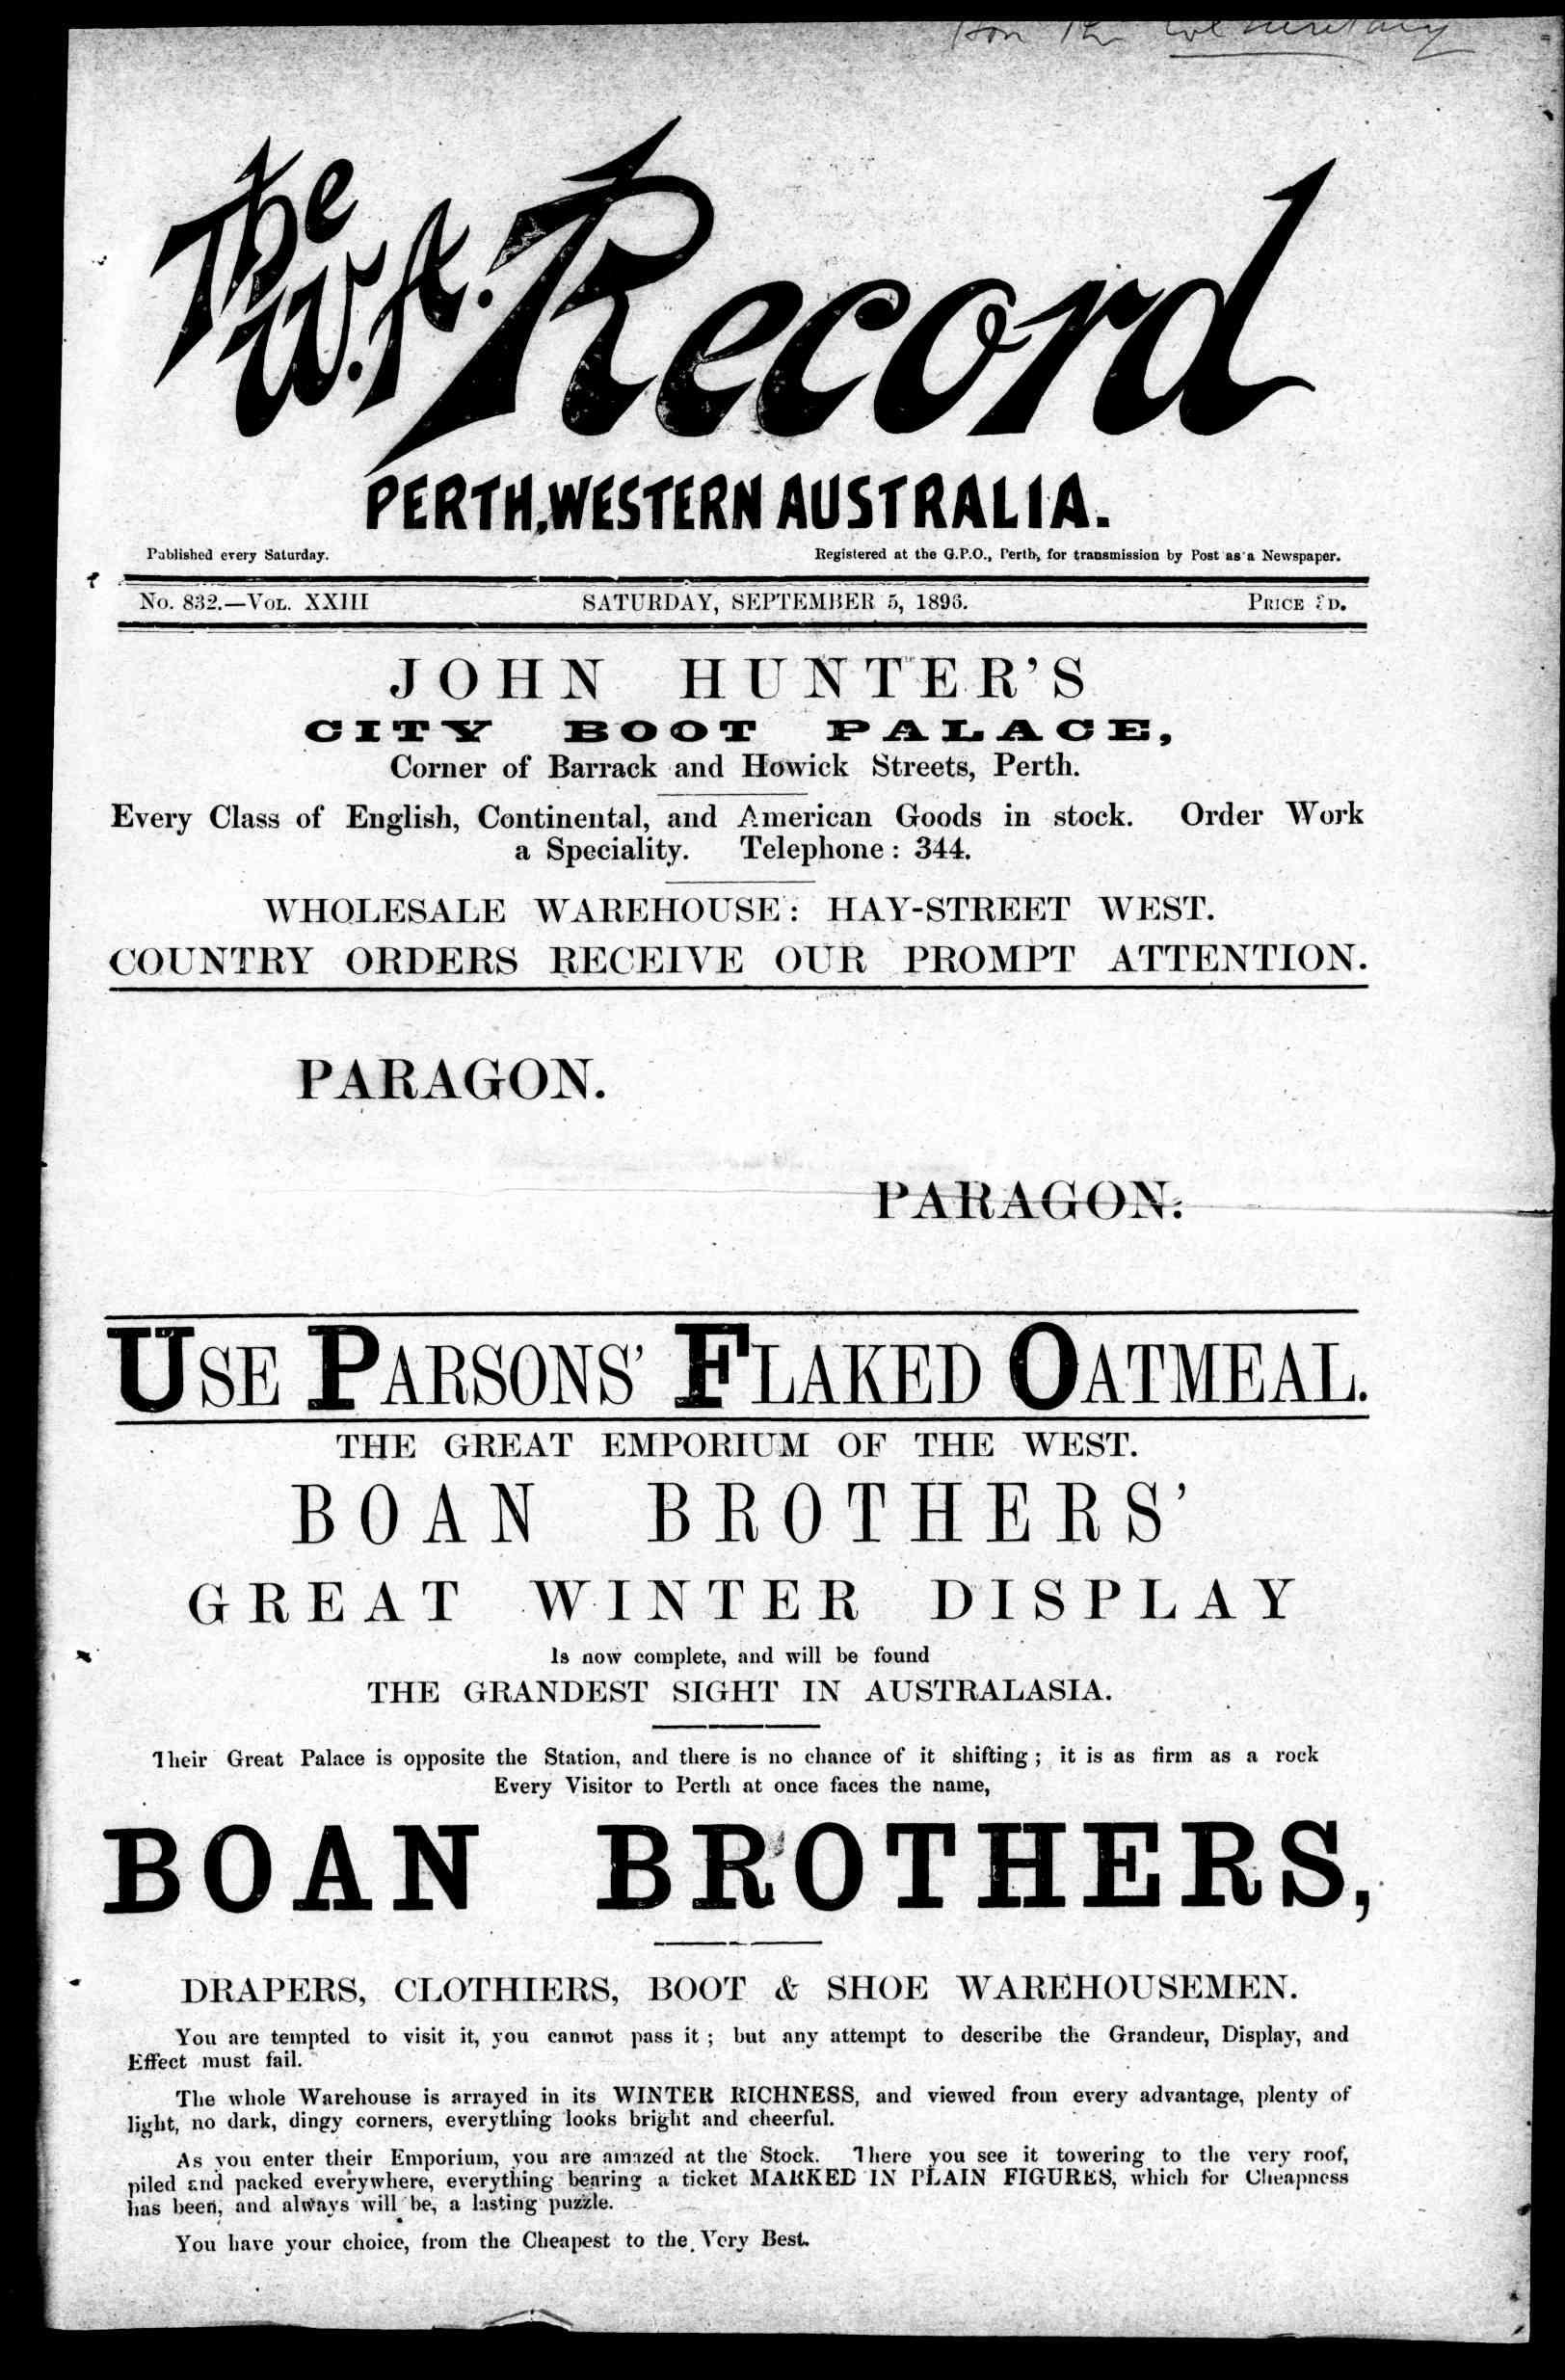 Hon The Col Secretary
The
W.A. Record
PERTH, WESTERN AUSTRALIA.
Published every Saturday. Registered at the G.P.O., Perth, for transmission by Post as a Newspaper.
No. 832.—VOL. XXIII SATURDAY, SEPTEMBER 5, 1896. PRICE D.
JOHN HUNTER'S
CITY BOOT PALACE,
Corner of Barrack and Howick Streets, Perth.
Every Class of English, Continental, and American Goods in stock. Order Work
a Speciality. Telephone: 344.
WHOLESALE WAREHOUSE: HAY-STREET WEST.
COUNTRY ORDERS RECEIVE OUR PROMPT ATTENTION.
PARAGON.
PARAGON.
USE PARSONS' FLAKED OATMEAL.
THE GREAT EMPORIUM OF THE WEST.
BOAN BROTHERS'
GREAT WINTER DISPLAY
Is now complete, and will be found
THE GRANDEST SIGHT IN AUSTRALASIA.
Their Great Palace is opposite the Station, and there is no chance of it shifting; it is as firm as a rock
Every Visitor to Perth at once faces the name,
BOAN BROTHERS,
DRAPERS, CLOTHIERS, BOOT & SHOE WAREHOUSEMEN.
You are tempted to visit it, you cannot pass it; but any attempt to describe the Grandeur, Display, and
Effect must fail.
The whole Warehouse is arrayed in its WINTER RICHNESS, and viewed from every advantage, plenty of
light, no dark, dingy corners, everything looks bright and cheerful.
As you enter their Emporium, you are amazed at the Stock. There you see it towering to the very roof,
piled and packed everywhere, everything bearing a ticket MARKED IN PLAIN FIGURES, which for Cheapness
has been, and always will be, a lasting puzzle.
You have your choice, from the Cheapest to the Very Best.